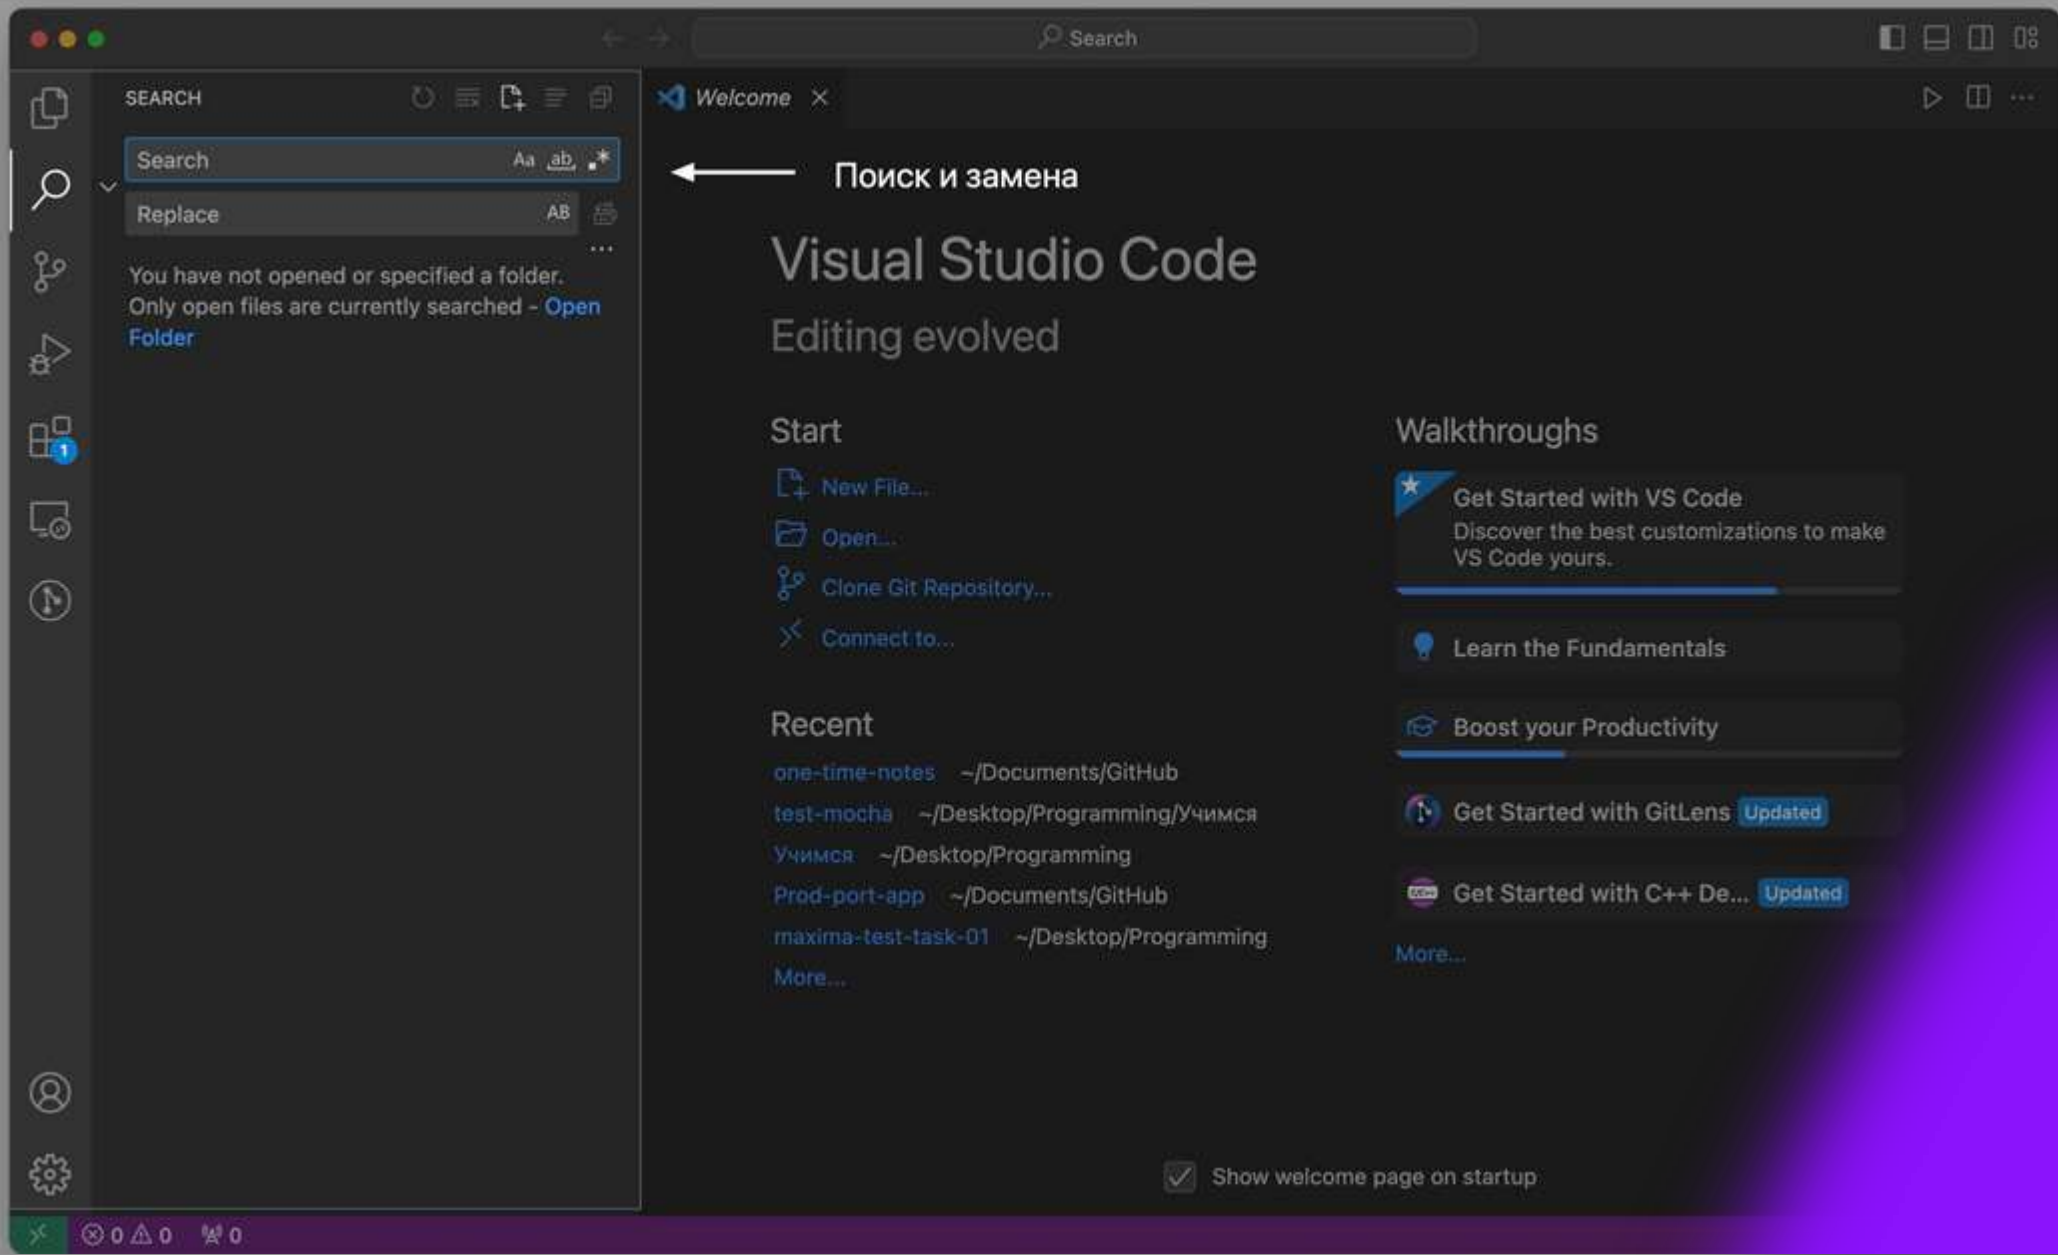 Search
SEARCH
Welcome
Search
Aa ab
Replace
AB
You have not opened or specified a folder.
Only open files are currently searched - Open
Folder
Поиск и замена
Visual Studio Code
Editing evolved
Start
New File...
Open...
Clone Git Repository...
Connect to...
Recent
one-time-notes ~/Documents/GitHub
test-mocha ~/Desktop/Programming/Учимся
Учимся ~/Desktop/Programming
Prod-port-app ~/Documents/GitHub
maxima-test-task-01 ~/Desktop/Programming
More...
Walkthroughs
Get Started with VS Code
Discover the best customizations to make
VS Code yours.
Learn the Fundamentals
Boost your Productivity
Get Started with GitLens Updated
Get Started with C++ De... Updated
More...
1
Show welcome page on startup
0 0 0